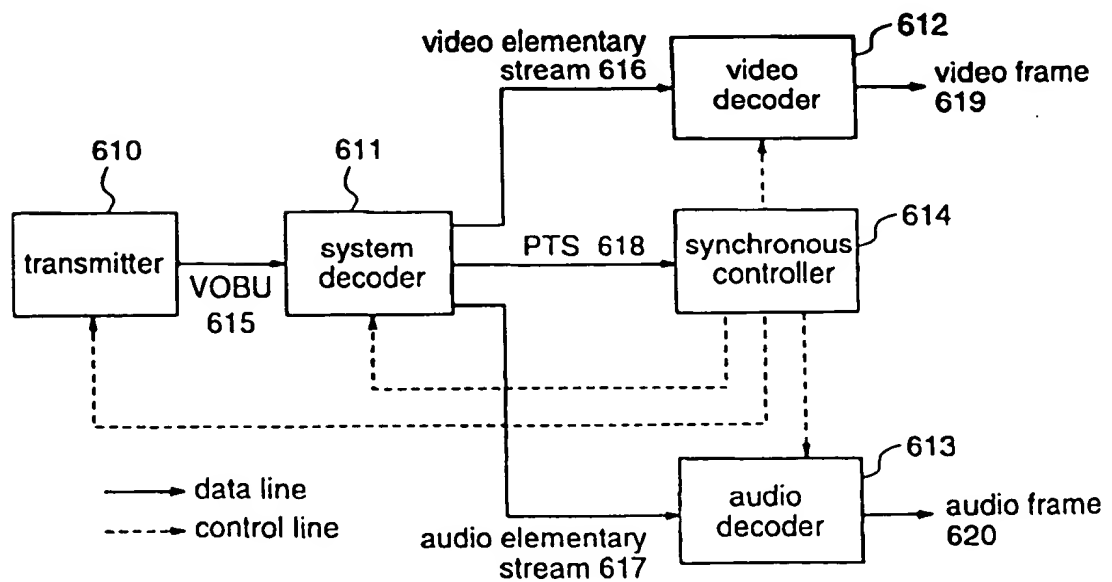 video elementary
stream 616
612
video
decoder
video frame
619
610
611
614
transmitter
VOBU
615
system
decoder
PTS 618
synchronous
controller
613
data line
control line
audio elementary
stream 617
audio
decoder
audio frame
620